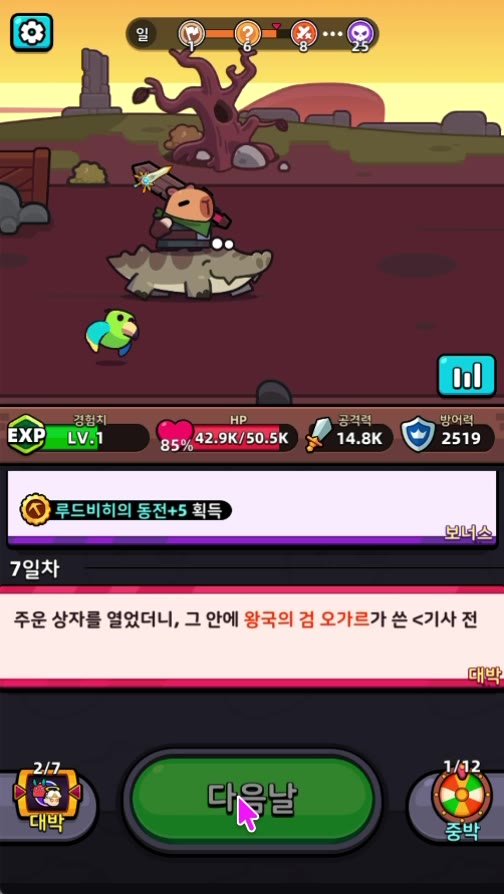 일
1
6
8
25
경험치
EXP
LV.1
HP
85%
42.9K/50.5K
공격력
14.8K
방어력
2519
루드비히의 동전+5 획득
보너스
7일차
주운 상자를 열었더니, 그 안에 왕국의 검 오가르가 쓴 <기사 전
대박
2/7
대박
다음날
1/12
중박